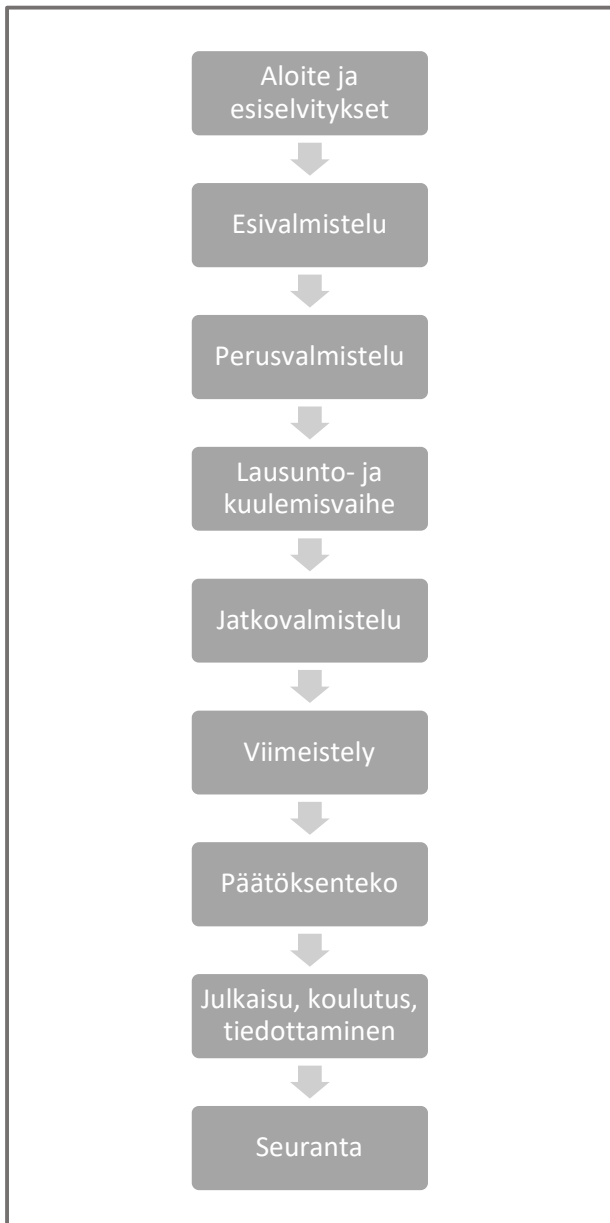 Aloite ja
esiselvitykset
Esivalmistelu
Perusvalmistelu
Lausunto- ja
kuulemisvaihe
Jatkovalmistelu
Viimeistely
Päätöksenteko
Julkaisu, koulutus,
tiedottaminen
Seuranta